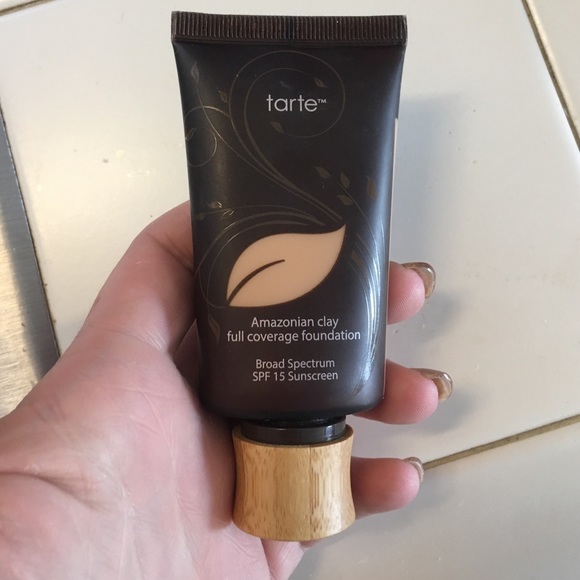 tarte™
Amazonian clay
full coverage foundation
Broad Spectrum
SPF 15 Sunscreen